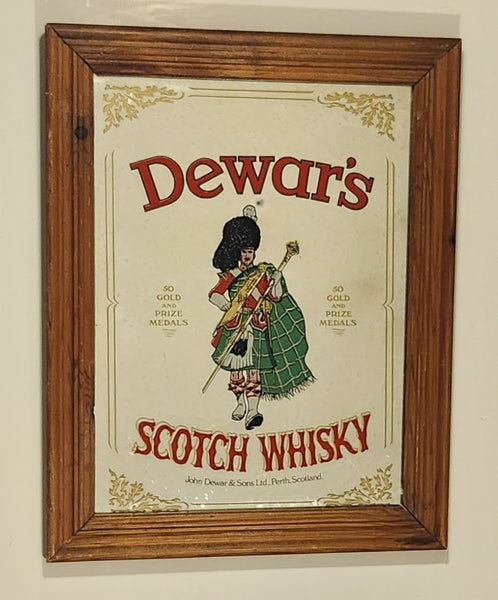 Dewar's
50
GOLD
AND
PRIZE
MEDALS
50
GOLD
AND
PRIZE
MEDALS
SCOTCH WHISKY
John Dewar & Sons Ltd., Perth, Scotland.